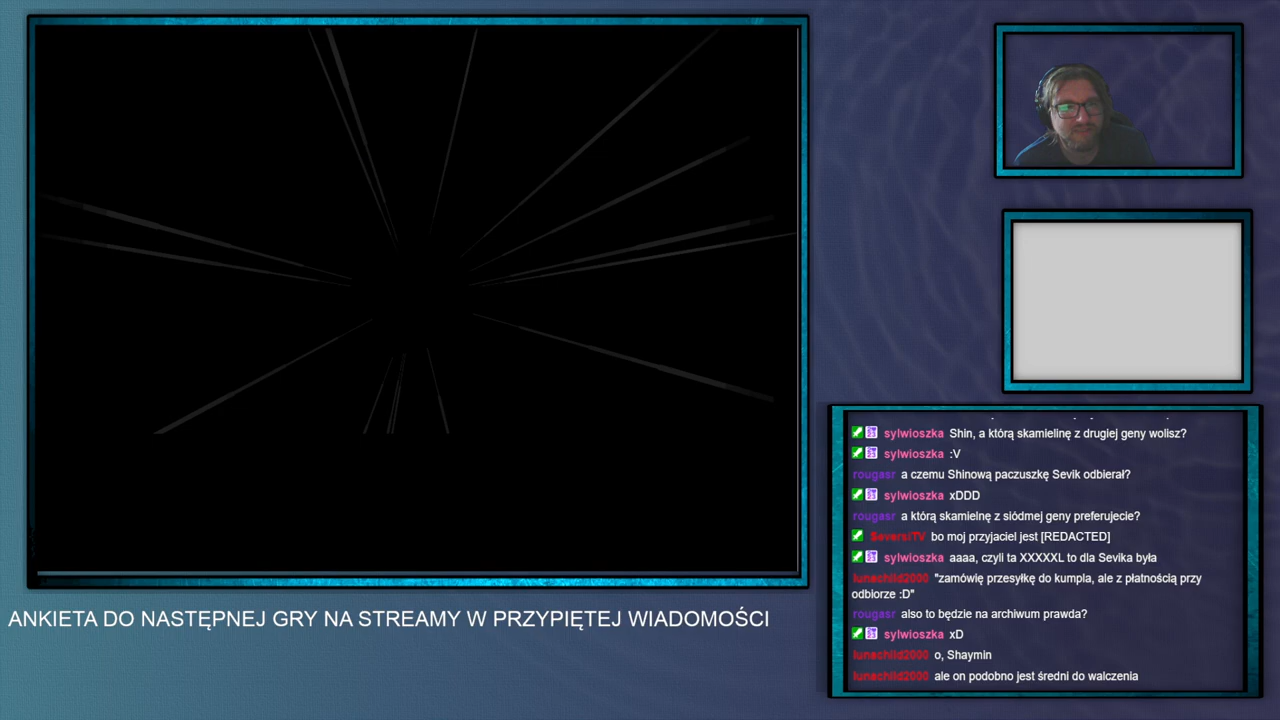 sylwioszka Shin, a którą skamielinę z drugiej geny wolisz?
sylwioszka :V
rougasr a czemu Shinową paczuszkę Sevik odbierał?
sylwioszka xDDD
rougasr a którą skamielnę z siódmej geny preferujecie?
SeversiTV bo moj przyjaciel jest [REDACTED]
sylwioszka aaaa, czyli ta XXXXXL to dla Sevika była
lunachild2000 "zamówię przesyłkę do kumpla, ale z płatnością przy
odbiorze :D"
rougasr also to będzie na archiwum prawda?
sylwioszka xD
lunachild2000 o, Shaymin
lunachild2000 ale on podobno jest średni do walczenia
ANKIETA DO NASTĘPNEJ GRY NA STREAMY W PRZYPIĘTEJ WIADOMOŚCI